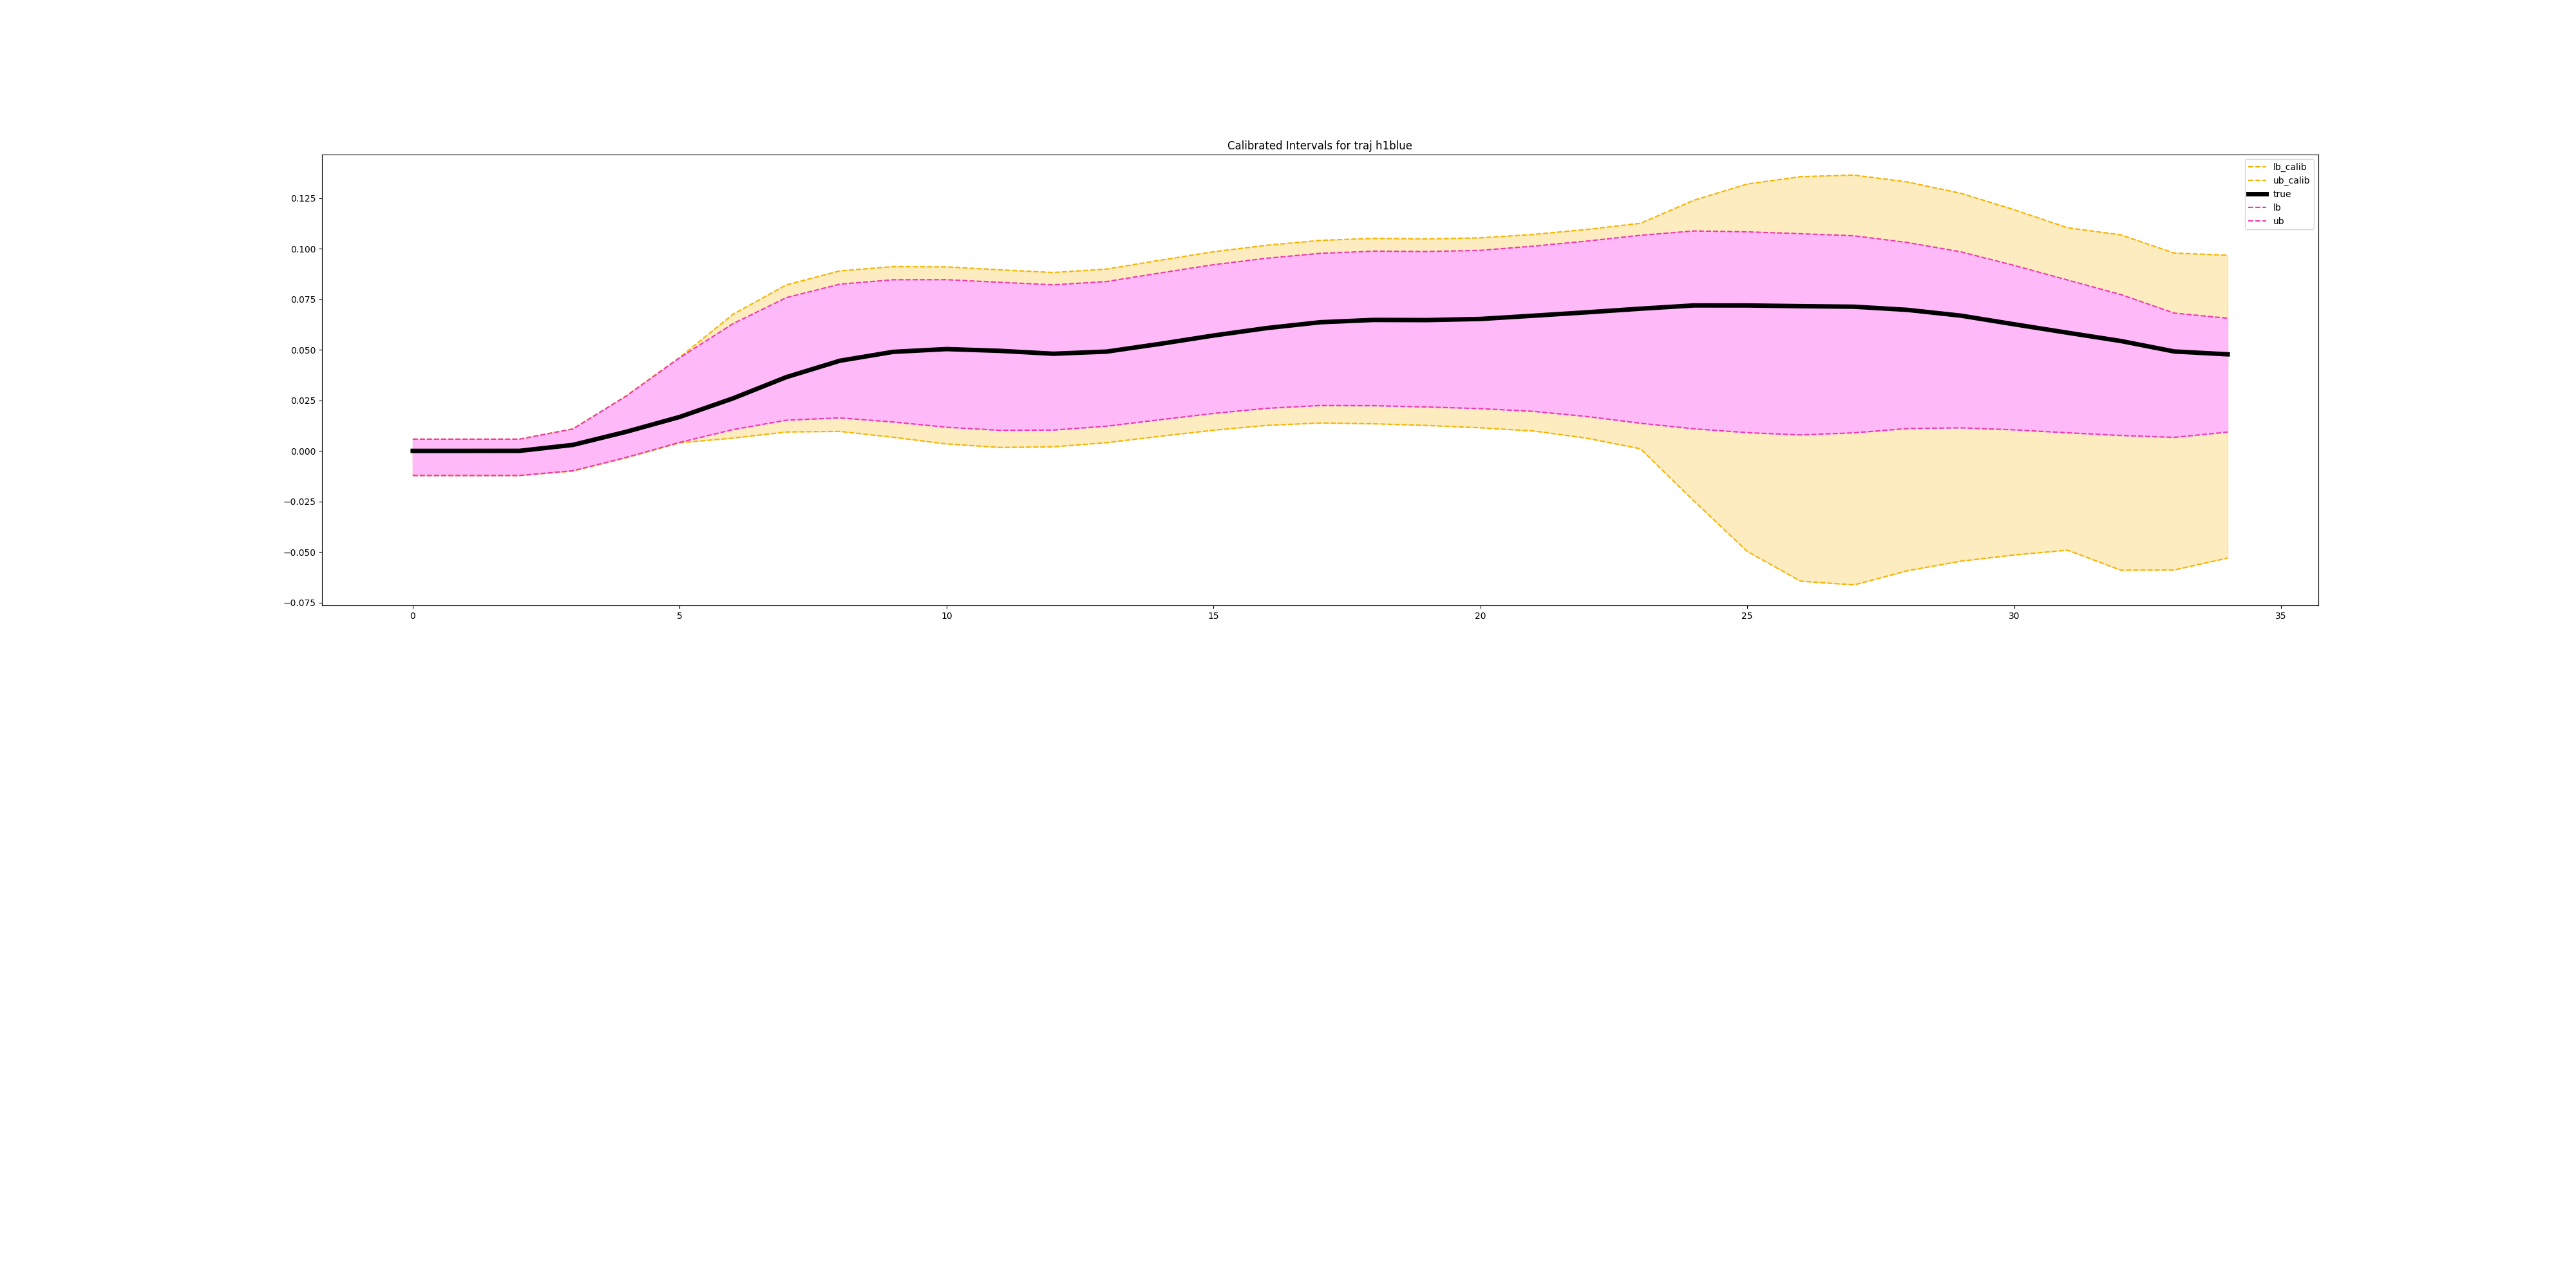 Calibrated Intervals for traj h1blue
lb_calib
ub_calib
true
lb
ub
0.125
0.100
0.075
0.050
0.025
0.000
−0.025
−0.050
−0.075
0 5 10 15 20 25 30 35